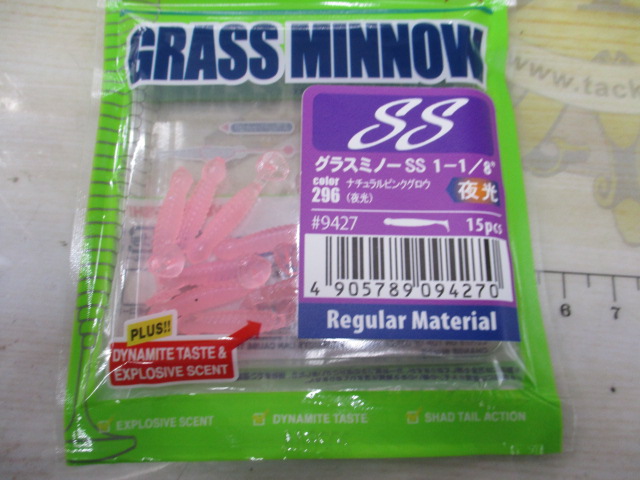 GRASS MINNOW
www.tack
SS
グラスミノーSS 1-1/8"
color 296
ナチュラルピンクグロウ
(夜光)
夜光
#9427
15pcs
4 905789 094270
Regular Material
6 7
PLUS!!
DYNAMITE TASTE &
EXPLOSIVE SCENT
EXPLOSIVE SCENT
DYNAMITE TASTE
SHAD TAIL ACTION